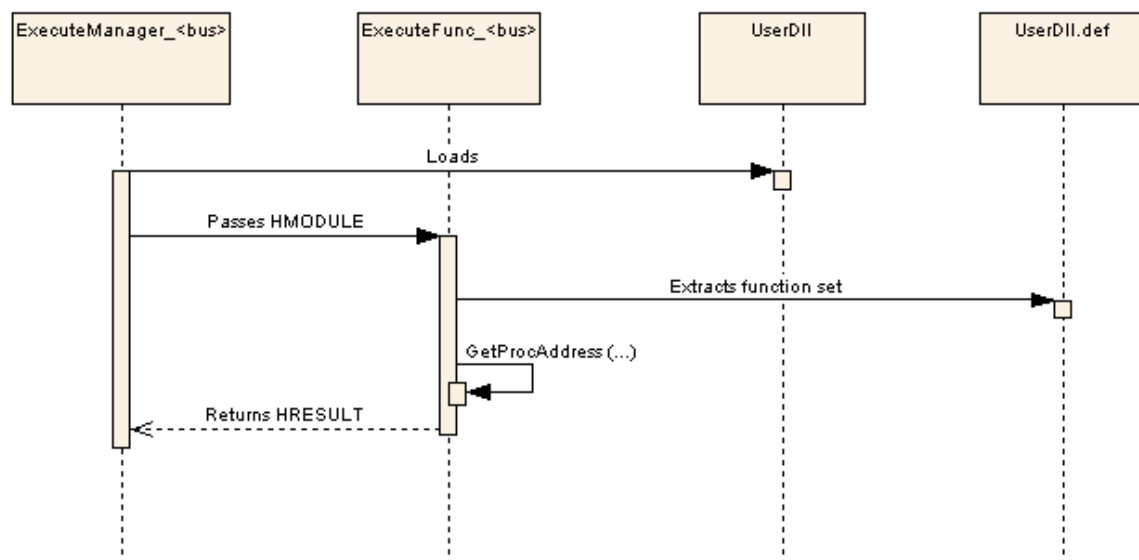 ExecuteManager_<bus>
ExecuteFunc_<bus>
UserDll
UserDll.def
Loads
Passes HMODULE
Extracts function set
GetProcAddress (...)
Returns HRESULT